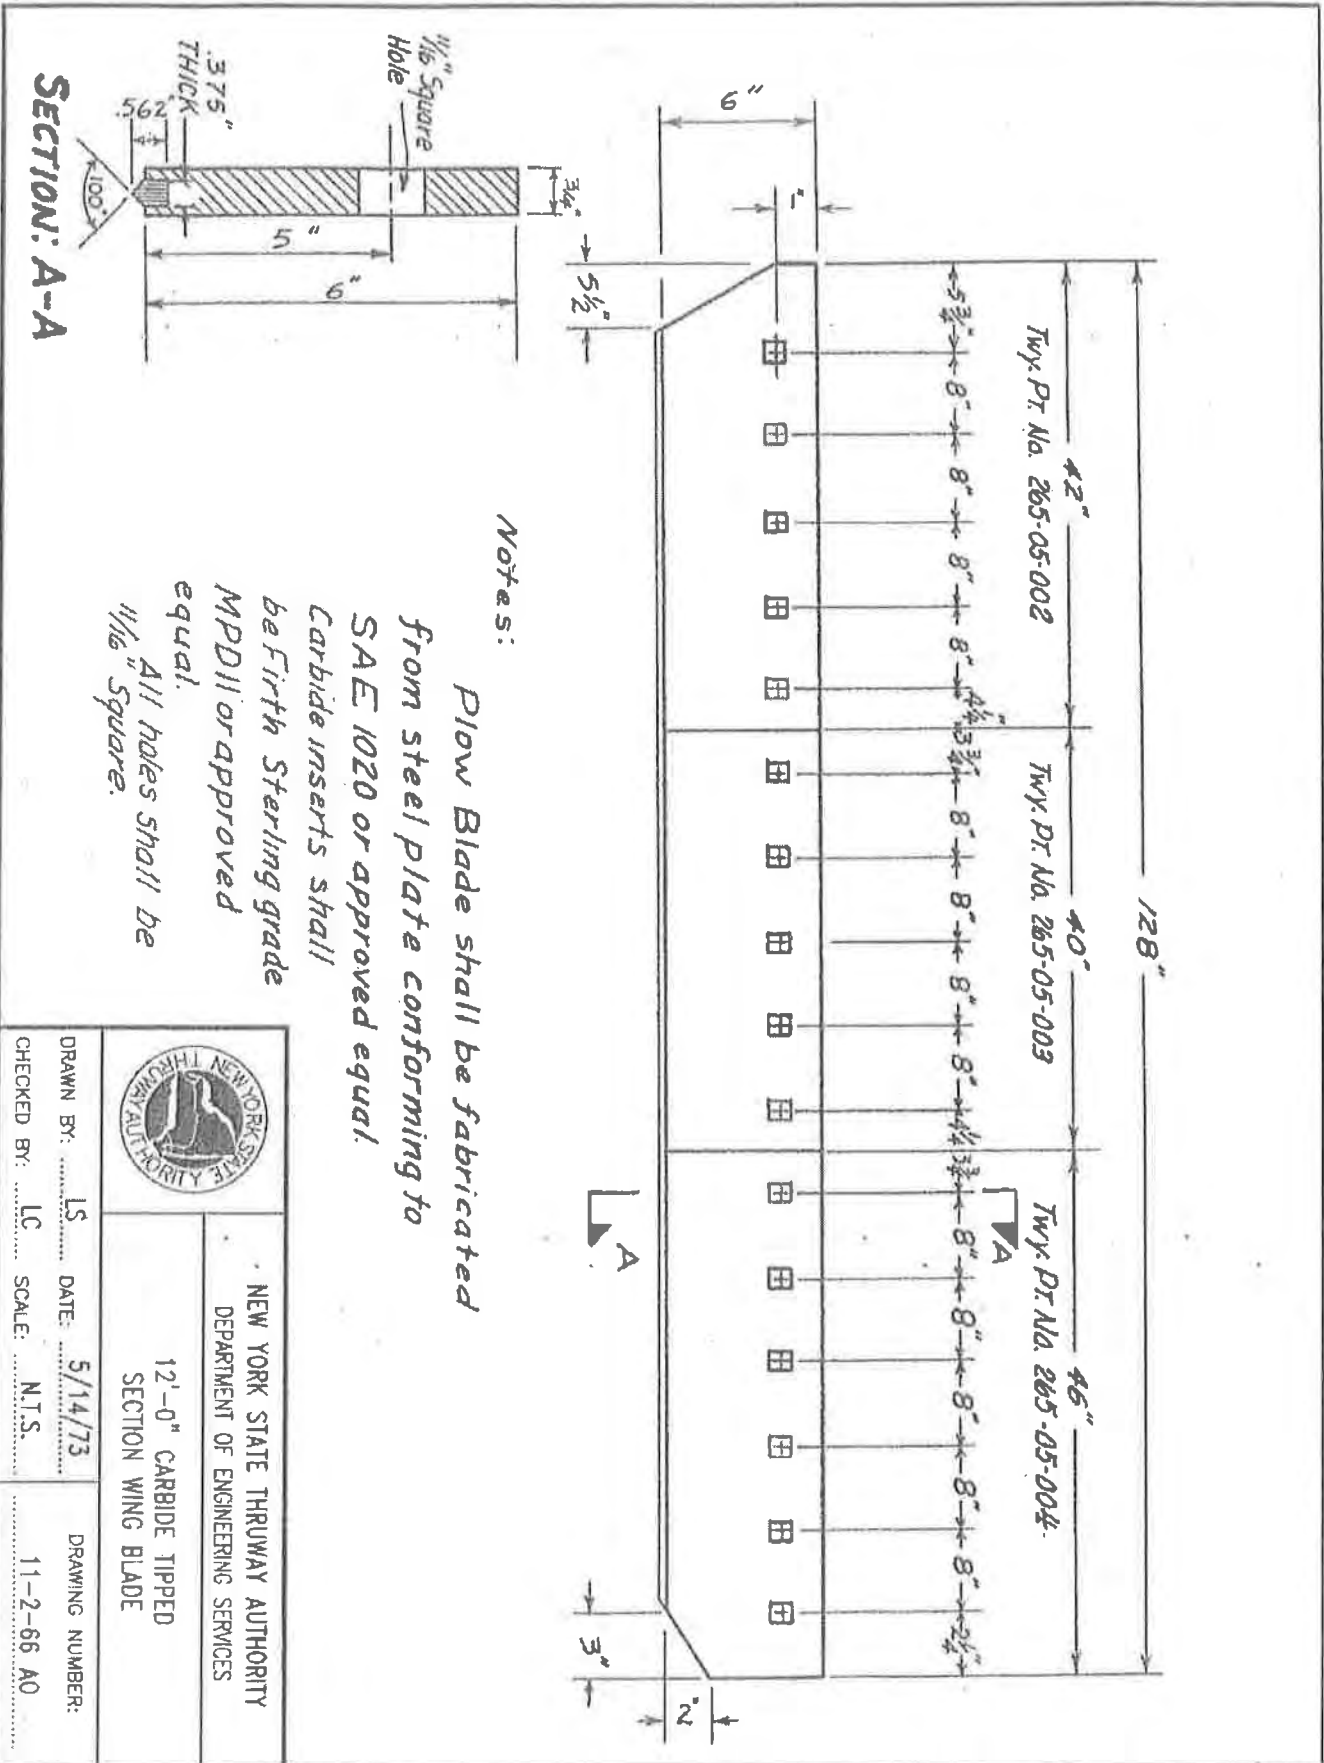 128"
42"
40"
46"
Twy. Pt. No. 265-05-002
Twy. Pt. No. 265-05-003
Twy. Pt. No. 265-05-004
5 3/4"
8"
8"
8"
8"
4 1/4"
3 3/4"
8"
8"
8"
8"
4 1/4
3 3/4
8"
8"
8"
8"
8"
2 1/4"
6"
1"
5 1/2"
A
A
3"
2"
11/16" Square
Hole
3/4"
.375"
THICK
.562"
100°
5"
6"
SECTION: A-A
Notes:
Plow Blade shall be fabricated
from steel plate conforming to
SAE 1020 or approved equal.
Carbide inserts shall
be Firth Sterling grade
MPD11 or approved
equal.
All holes shall be
11/16" Square.
NEW YORK STATE
THRUWAY AUTHORITY
NEW YORK STATE THRUWAY AUTHORITY
DEPARTMENT OF ENGINEERING SERVICES
12'-0" CARBIDE TIPPED
SECTION WING BLADE
DRAWN BY: LS DATE: 5/14/73
CHECKED BY: LC SCALE: N.T.S.
DRAWING NUMBER:
11-2-66 A0